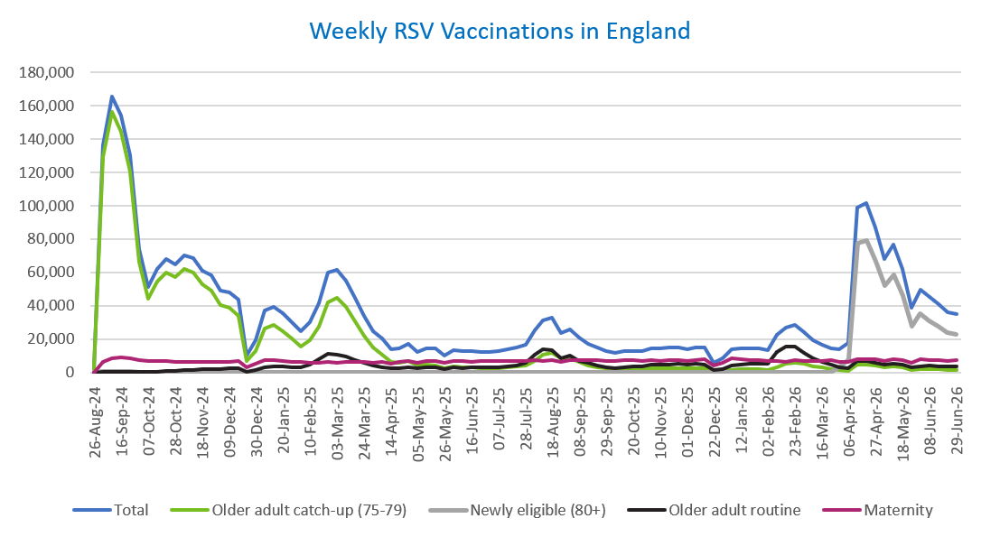 Weekly RSV Vaccinations in England
180,000
160,000
140,000
120,000
100,000
80,000
60,000
40,000
20,000
0
26-Aug-24
16-Sep-24
07-Oct-24
28-Oct-24
18-Nov-24
09-Dec-24
30-Dec-24
20-Jan-25
10-Feb-25
03-Mar-25
24-Mar-25
14-Apr-25
05-May-25
26-May-25
16-Jun-25
07-Jul-25
28-Jul-25
18-Aug-25
08-Sep-25
29-Sep-25
20-Oct-25
10-Nov-25
01-Dec-25
22-Dec-25
12-Jan-26
02-Feb-26
23-Feb-26
16-Mar-26
06-Apr-26
27-Apr-26
18-May-26
08-Jun-26
29-Jun-26
Total Older adult catch-up (75-79) Newly eligible (80+) Older adult routine Maternity